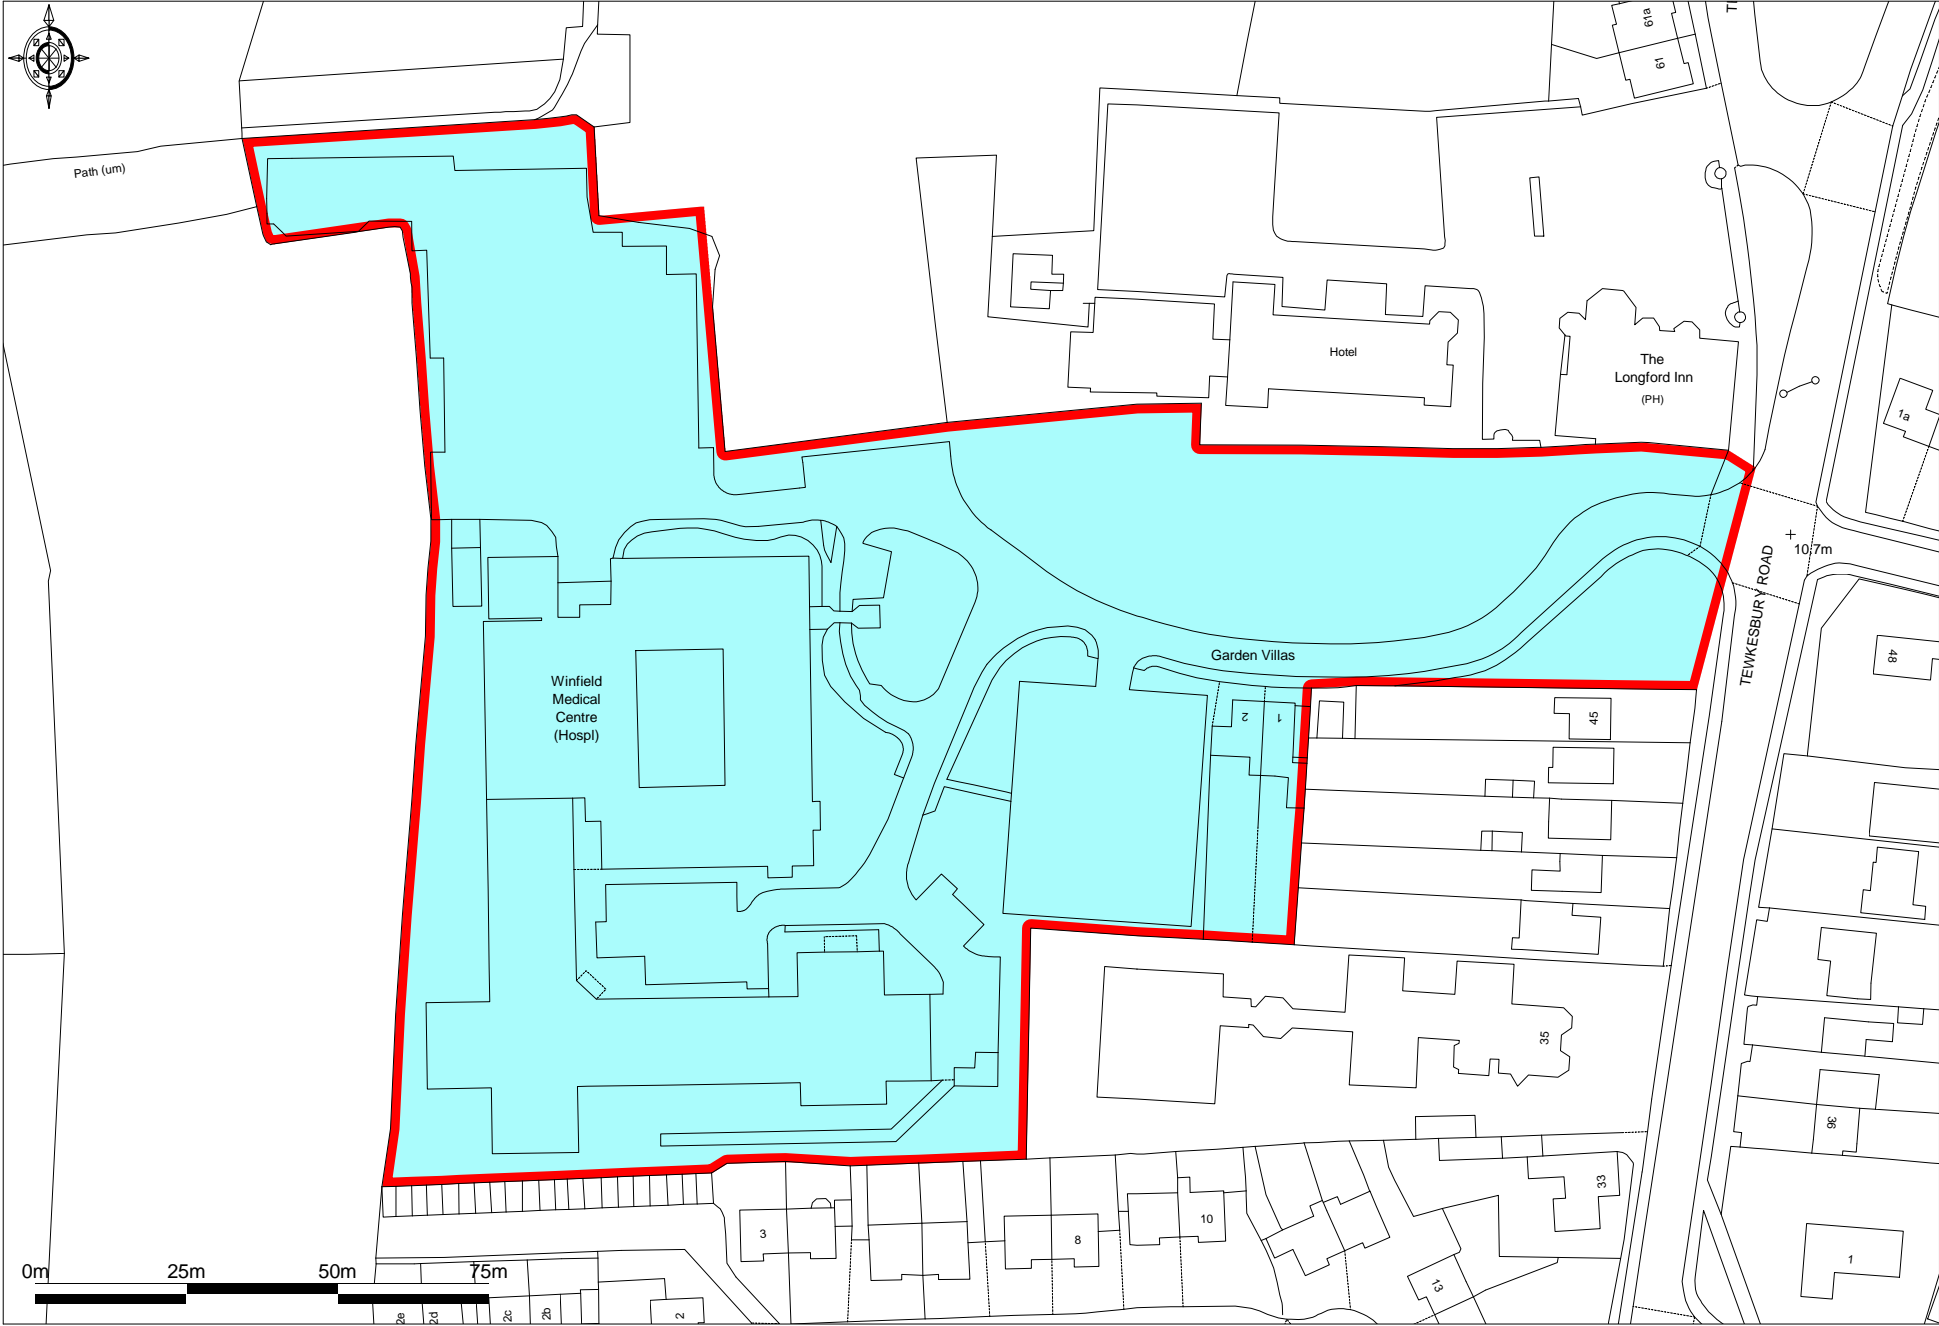 61a
61
Path (um)
Hotel
The
Longford Inn
(PH)
1a
10.7m
TEWKESBURY ROAD
Garden Villas
48
Winfield
Medical
Centre
(Hospl)
2
1
45
35
36
33
3
8
10
13
1
0m
25m
50m
75m
2e
2d
2c
2b
2